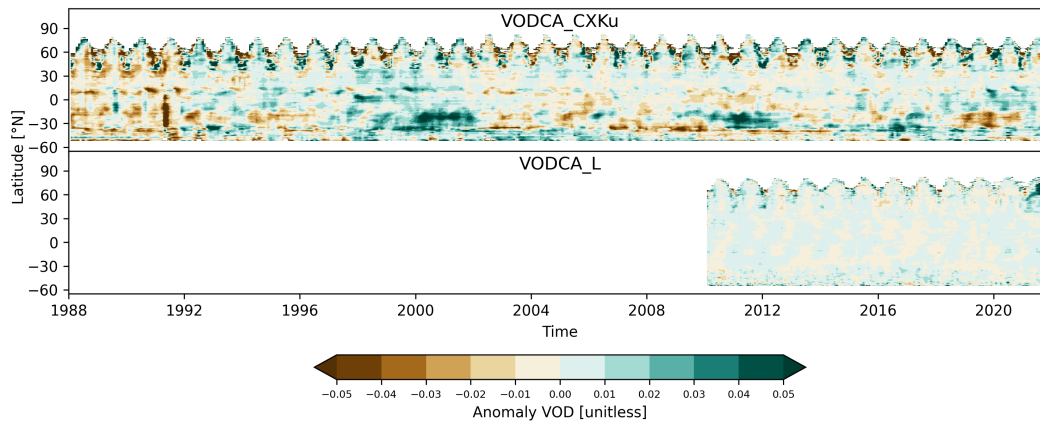 VODCA_CXKu
90
60
30
0
−30
−60
Latitude [°N]
VODCA_L
90
60
30
0
−30
−60
1988 1992 1996 2000 2004 2008 2012 2016 2020
Time
−0.05 −0.04 −0.03 −0.02 −0.01 0.00 0.01 0.02 0.03 0.04 0.05
Anomaly VOD [unitless]